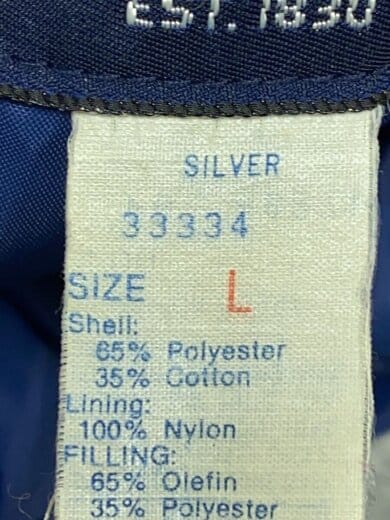 EST. 1830
SILVER
33334
SIZE L
Shell:
65% Polyester
35% Cotton
Lining:
100% Nylon
FILLING:
65% Olefin
35% Polyester